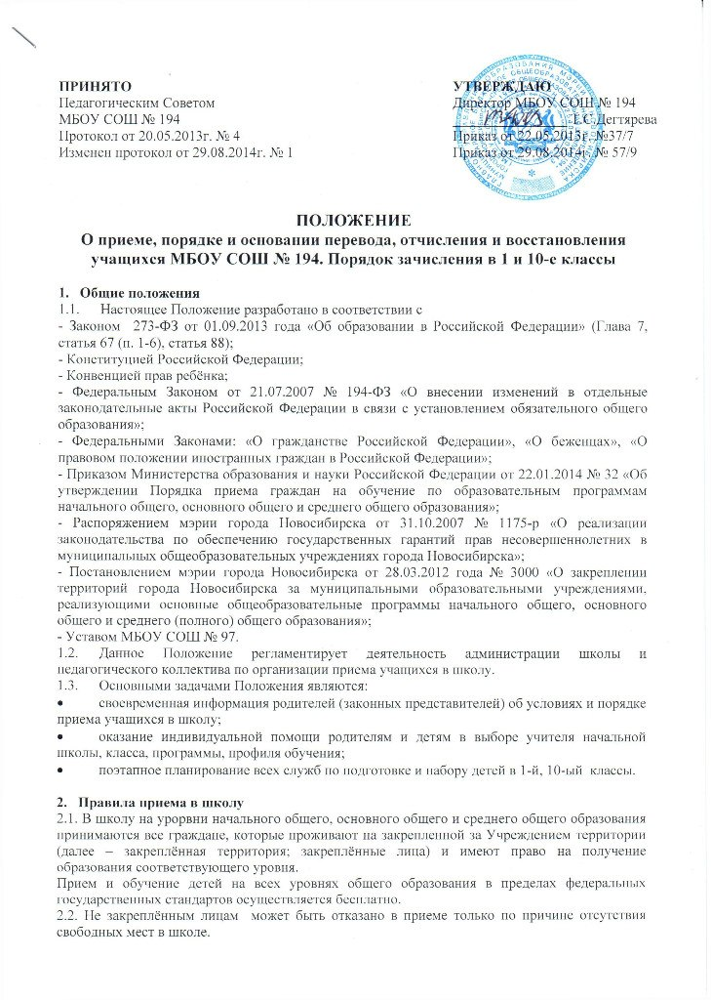 ПРИНЯТО
Педагогическим Советом
МБОУ СОШ № 194
Протокол от 20.05.2013г. № 4
Изменен протокол от 29.08.2014г. № 1
УТВЕРЖДАЮ
Директор МБОУ СОШ № 194
Г.С.Дегтярева
Приказ от 22.05.2013г. №37/7
Приказ от 29.08.2014г. № 57/9
ПОЛОЖЕНИЕ
О приеме, порядке и основании перевода, отчисления и восстановления
учащихся МБОУ СОШ № 194. Порядок зачисления в 1 и 10-е классы
1. Общие положения
1.1. Настоящее Положение разработано в соответствии с
- Законом 273-ФЗ от 01.09.2013 года «Об образовании в Российской Федерации» (Глава 7,
статья 67 (п. 1-6), статья 88);
- Конституцией Российской Федерации;
- Конвенцией прав ребёнка;
- Федеральным Законом от 21.07.2007 № 194-ФЗ «О внесении изменений в отдельные
законодательные акты Российской Федерации в связи с установлением обязательного общего
образования»;
- Федеральными Законами: «О гражданстве Российской Федерации», «О беженцах», «О
правовом положении иностранных граждан в Российской Федерации»;
- Приказом Министерства образования и науки Российской Федерации от 22.01.2014 № 32 «Об
утверждении Порядка приема граждан на обучение по образовательным программам
начального общего, основного общего и среднего общего образования»;
- Распоряжением мэрии города Новосибирска от 31.10.2007 № 1175-р «О реализации
законодательства по обеспечению государственных гарантий прав несовершеннолетних в
муниципальных общеобразовательных учреждениях города Новосибирска»;
- Постановлением мэрии города Новосибирска от 28.03.2012 года № 3000 «О закреплении
территорий города Новосибирска за муниципальными образовательными учреждениями,
реализующими основные общеобразовательные программы начального общего, основного
общего и среднего (полного) общего образования»;
- Уставом МБОУ СОШ № 97.
1.2. Данное Положение регламентирует деятельность администрации школы и
педагогического коллектива по организации приема учащихся в школу.
1.3. Основными задачами Положения являются:
• своевременная информация родителей (законных представителей) об условиях и порядке
приема учащихся в школу;
• оказание индивидуальной помощи родителям и детям в выборе учителя начальной
школы, класса, программы, профиля обучения;
• поэтапное планирование всех служб по подготовке и набору детей в 1-й, 10-ый классы.
2. Правила приема в школу
2.1. В школу на урорвни начального общего, основного общего и среднего общего образования
принимаются все граждане, которые проживают на закрепленной за Учреждением территории
(далее – закреплённая территория; закреплённые лица) и имеют право на получение
образования соответствующего уровня.
Прием и обучение детей на всех уровнях общего образования в пределах федеральных
государственных стандартов осуществляется бесплатно.
2.2. Не закреплённым лицам может быть отказано в приеме только по причине отсутствия
свободных мест в школе.